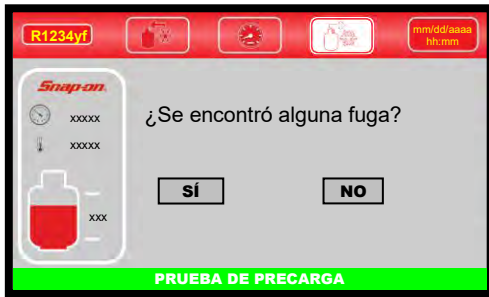 R1234yf
mm/dd/aaaa
hh:mm
Snap-on
xxxxx
xxxxx
xxx
¿Se encontró alguna fuga?
SÍ
NO
PRUEBA DE PRECARGA